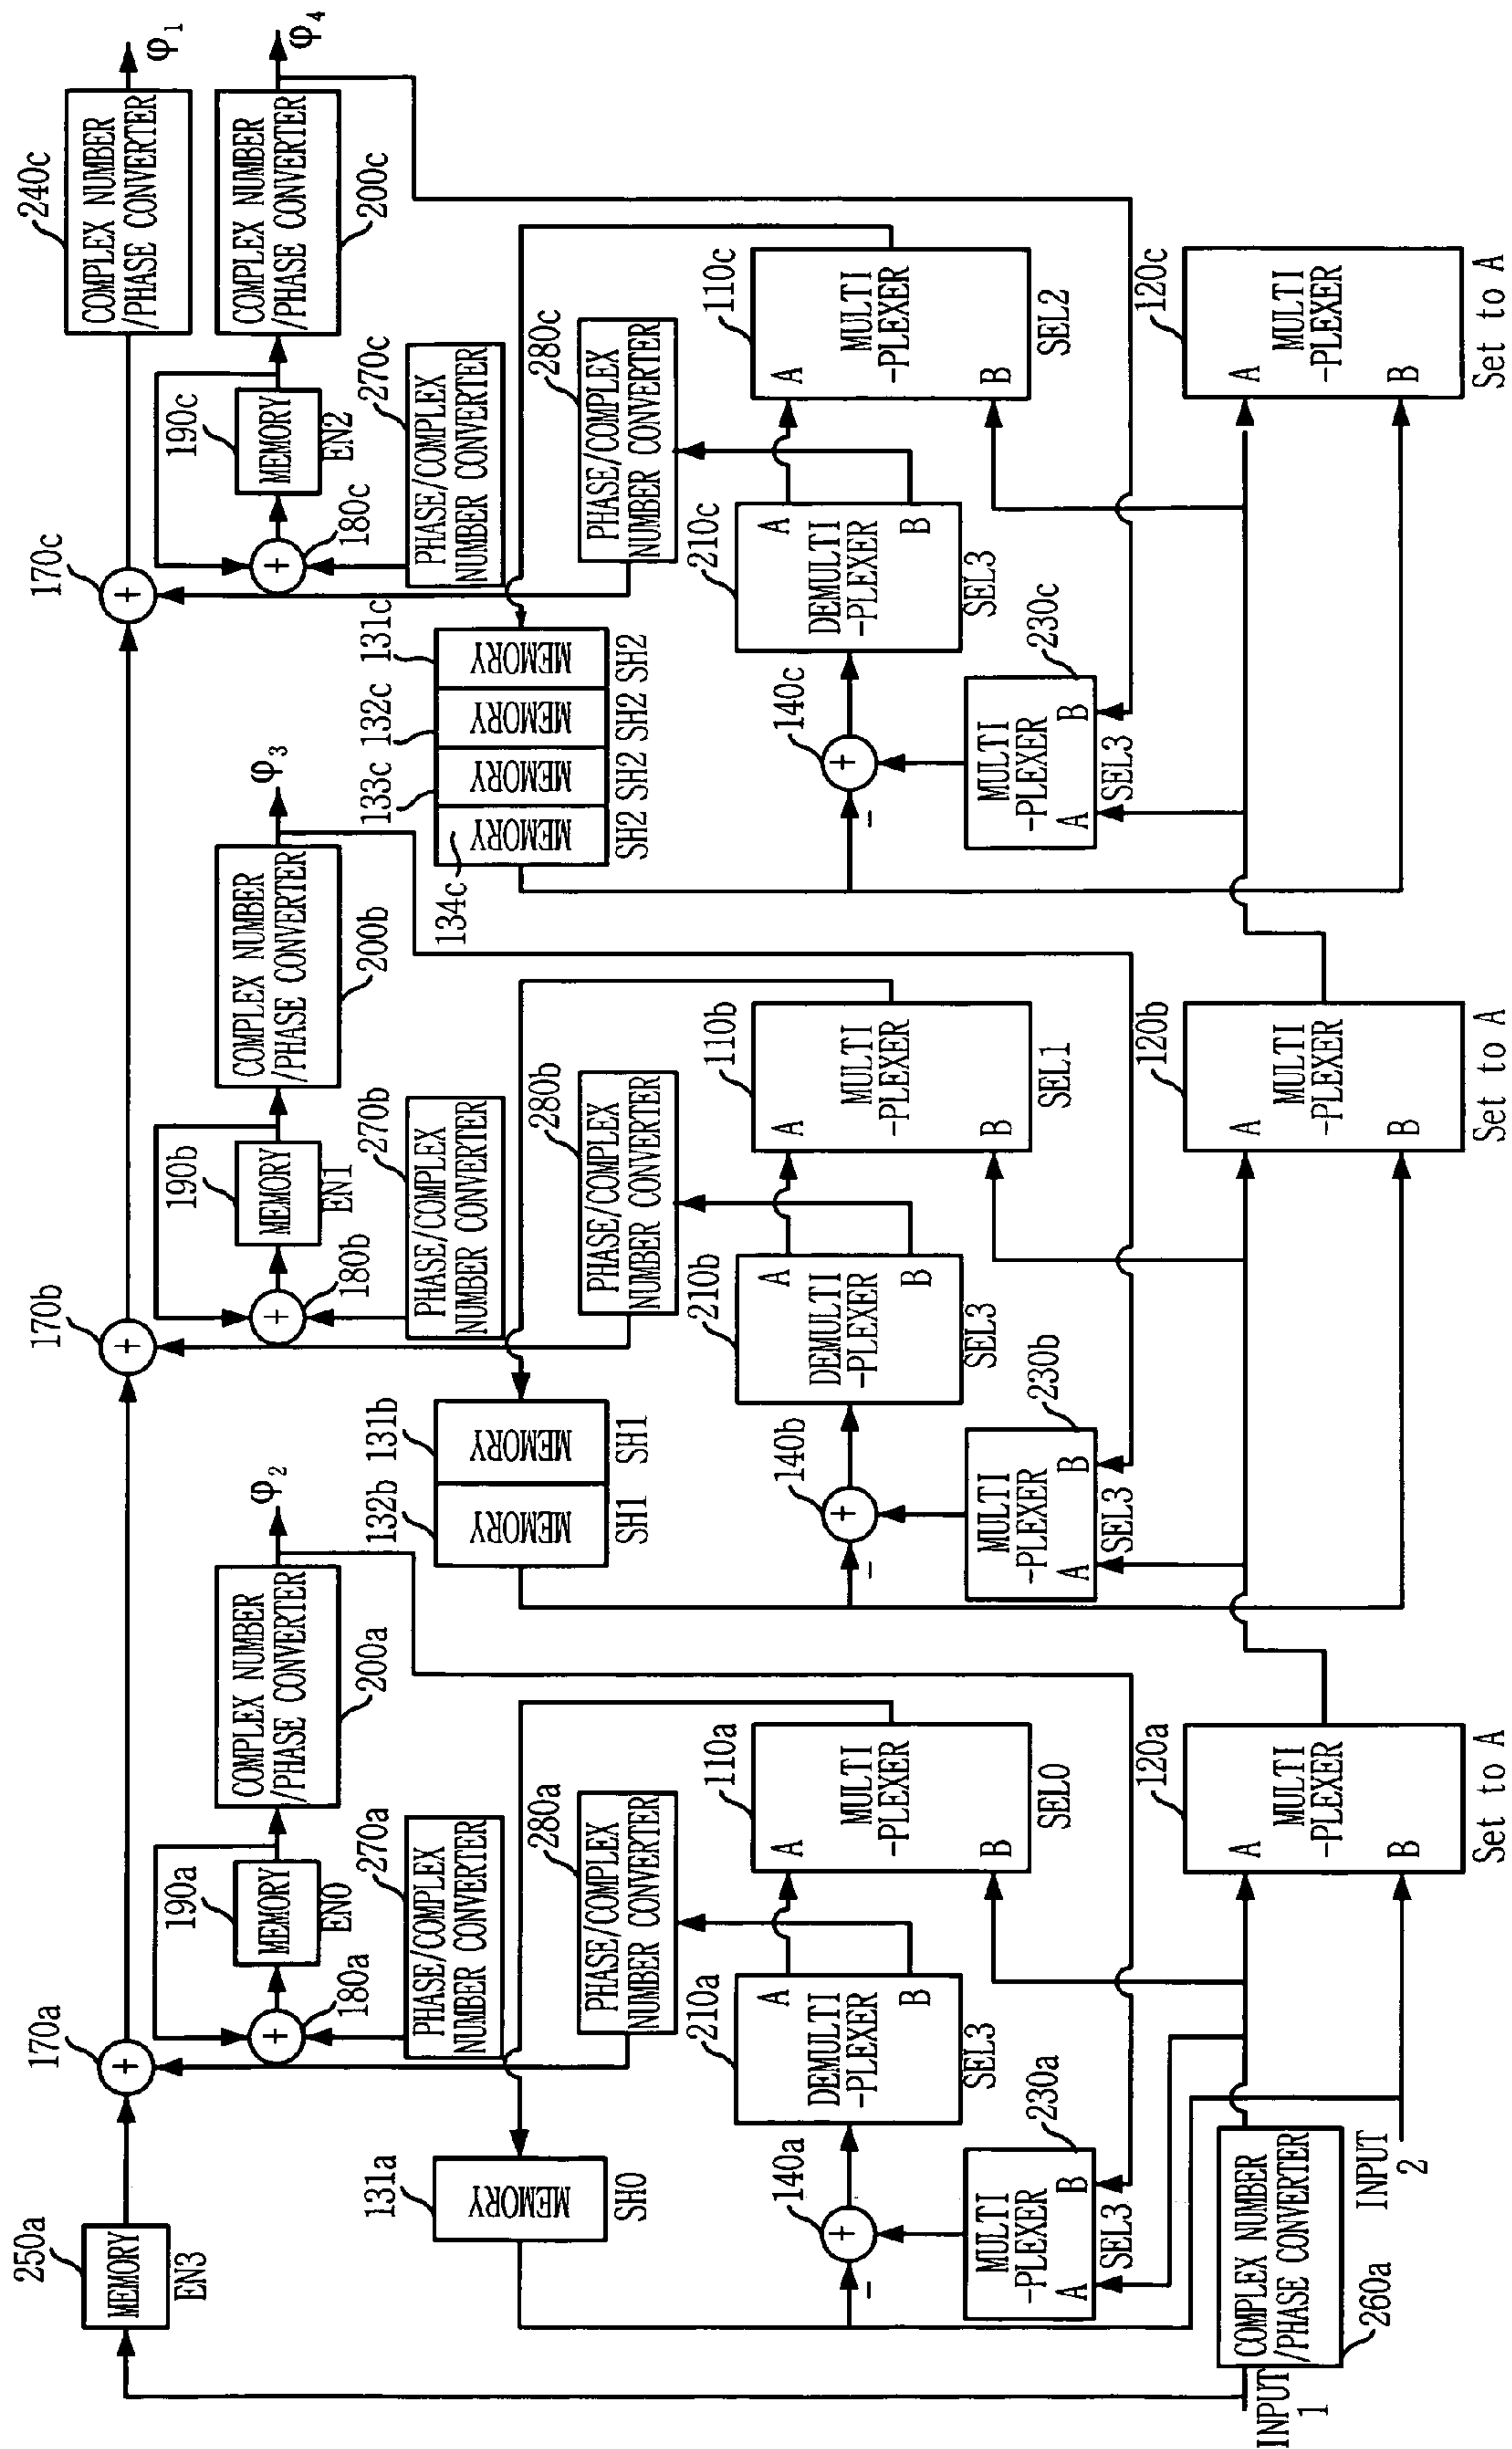 250a
MEMORY
EN3
170a
+
170b
+
170c
+
240c
COMPLEX NUMBER
/PHASE CONVERTER
φ1
190a
MEMORY
EN0
180a
+
COMPLEX NUMBER
/PHASE CONVERTER
200a
φ2
270a
PHASE/COMPLEX
NUMBER CONVERTER
190b
MEMORY
EN1
180b
+
COMPLEX NUMBER
/PHASE CONVERTER
200b
φ3
270b
PHASE/COMPLEX
NUMBER CONVERTER
190c
MEMORY
EN2
180c
+
COMPLEX NUMBER
/PHASE CONVERTER
200c
φ4
270c
PHASE/COMPLEX
NUMBER CONVERTER
131a
MEMORY
SH0
280a
PHASE/COMPLEX
NUMBER CONVERTER
132b
131b
MEMORY
MEMORY
SH1
SH1
280b
PHASE/COMPLEX
NUMBER CONVERTER
134c
133c
132c
131c
MEMORY
MEMORY
MEMORY
MEMORY
SH2 SH2 SH2 SH2
280c
PHASE/COMPLEX
NUMBER CONVERTER
140a
+
-
210a
DEMULTI
-PLEXER
A
B
SEL3
110a
A
MULTI
-PLEXER
B
SEL0
140b
+
-
210b
DEMULTI
-PLEXER
A
B
SEL3
110b
A
MULTI
-PLEXER
B
SEL1
140c
+
-
210c
DEMULTI
-PLEXER
A
B
SEL3
110c
A
MULTI
-PLEXER
B
SEL2
230a
MULTI
-PLEXER
A
B
SEL3
230b
MULTI
-PLEXER
A
B
SEL3
230c
MULTI
-PLEXER
A
B
SEL3
INPUT
1
COMPLEX NUMBER
/PHASE CONVERTER
260a
INPUT
2
120a
A
MULTI
-PLEXER
B
Set to A
120b
A
MULTI
-PLEXER
B
Set to A
120c
A
MULTI
-PLEXER
B
Set to A